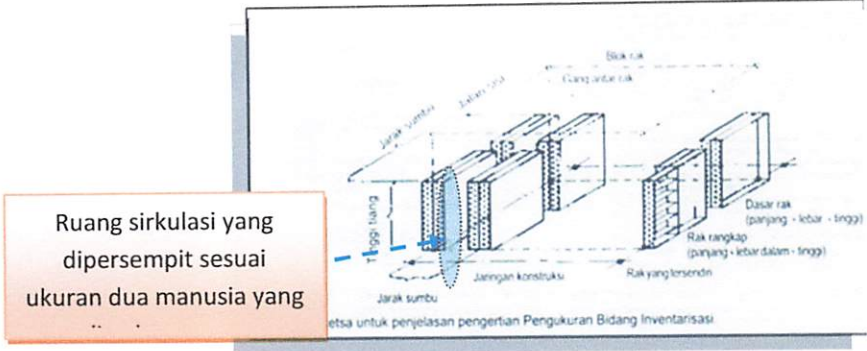 Blok rak
Gang antar rak
Jarak sumbu
Tinggi tiang
Dasar rak
(panjang - lebar - tinggi)
Rak rangkap
(panjang - lebar dalam - tinggi)
Jaringan konstruksi
Rak yang tersendiri
Jarak sumbu
etsa untuk penjelasan pengertian Pengukuran Bidang Inventarisasi
Ruang sirkulasi yang
dipersempit sesuai
ukuran dua manusia yang